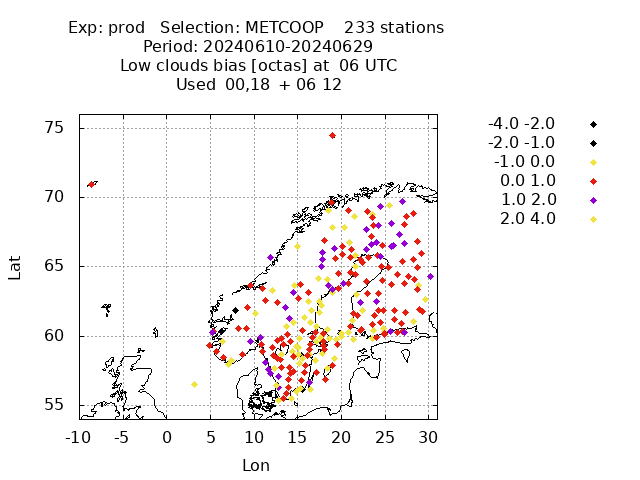 Exp: prod   Selection: METCOOP    233 stations
Period: 20240610-20240629
Low clouds bias [octas] at  06 UTC
Used  00,18  + 06 12
-4.0 -2.0
-2.0 -1.0
-1.0 0.0
0.0 1.0
1.0 2.0
2.0 4.0
75
70
65
60
55
Lat
-10 -5 0 5 10 15 20 25 30
Lon